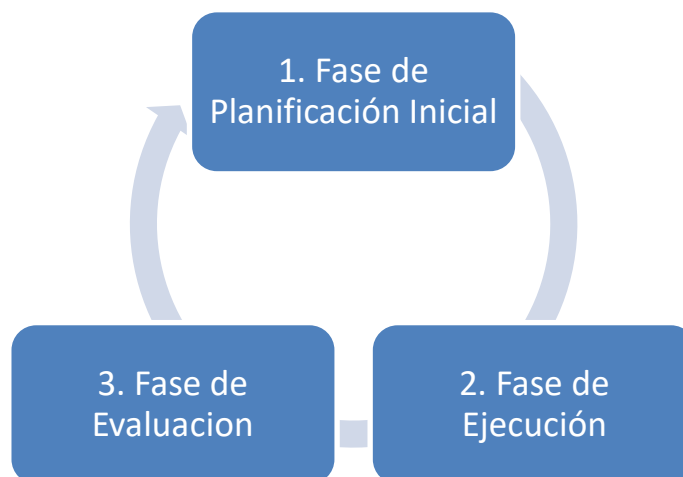 1. Fase de
Planificación Inicial
2. Fase de
Ejecución
3. Fase de
Evaluacion